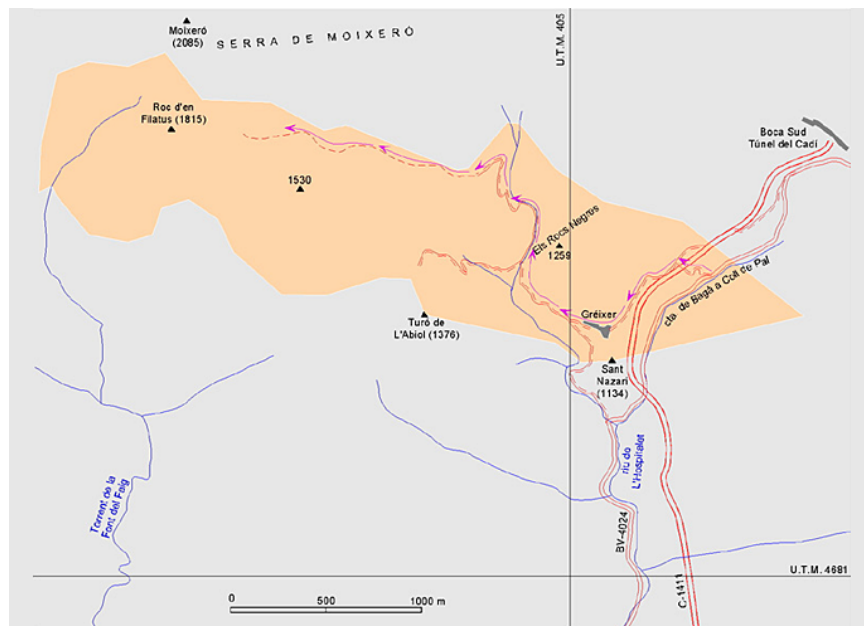 Moixeró
(2085)
SERRA DE MOIXERÓ
U.T.M. 405
Roc d'en
Filatus (1815)
Boca Sud
Túnel del Cadí
1530
Els Rocs Negres
1259
cta de Bagà a Coll de Pal
Gréixer
Turó de
L'Abiol (1376)
Sant
Nazari
(1134)
riu de
L'Hospitalet
Torrent de la
Font del Faig
BV-4024
C-1411
U.T.M. 4681
0
500
1000 m